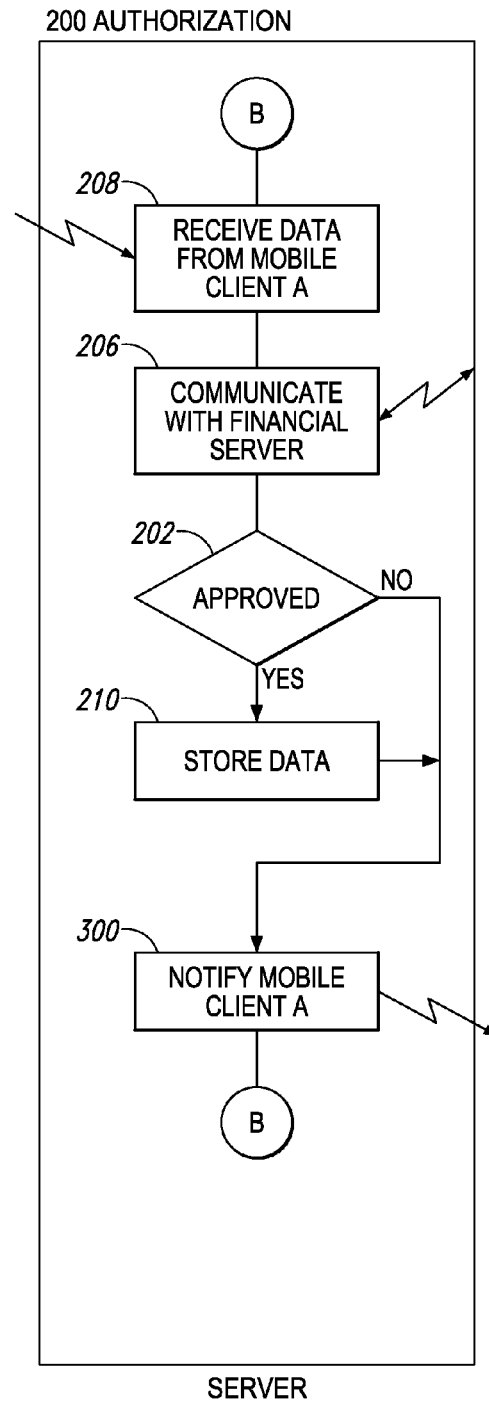 200 AUTHORIZATION
B
208
RECEIVE DATA
FROM MOBILE
CLIENT A
206
COMMUNICATE
WITH FINANCIAL
SERVER
202
APPROVED
NO
YES
210
STORE DATA
300
NOTIFY MOBILE
CLIENT A
B
SERVER